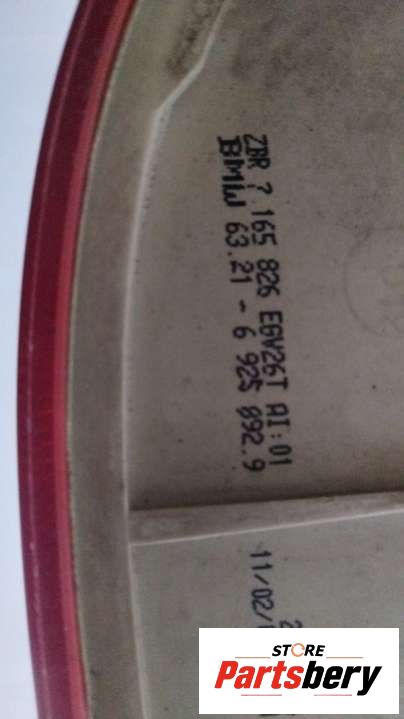 ZBR 7 165 826 EGV26T AI:01
BMW 63.21 - 6 925 892.9
11/02/
STORE
Partsbery